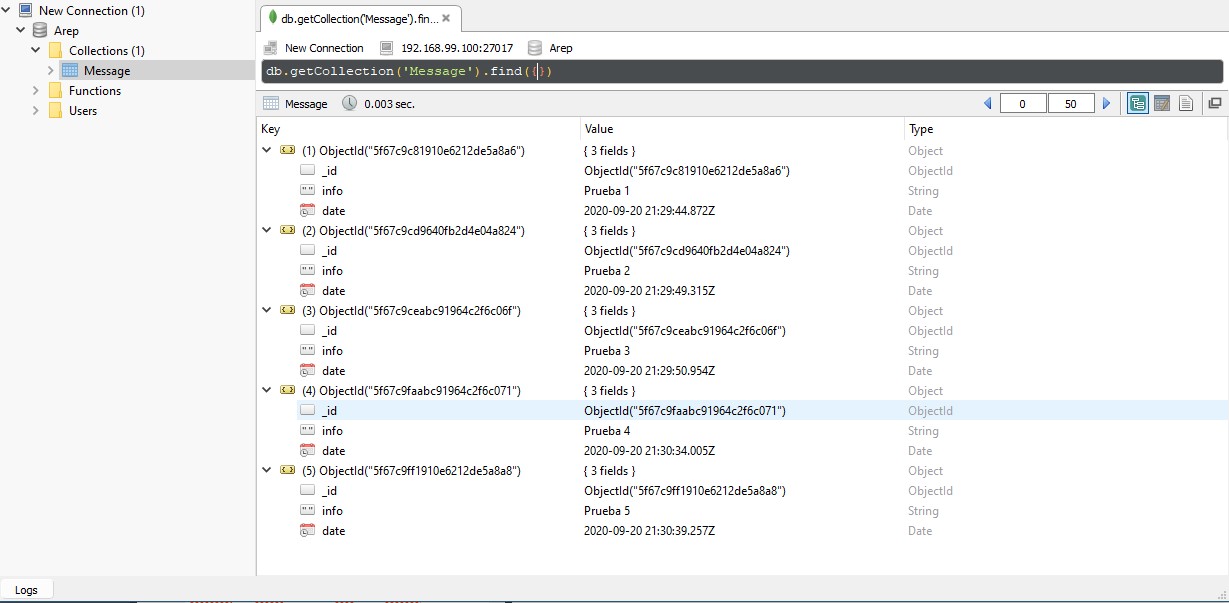 New Connection (1)
Arep
Collections (1)
Message
Functions
Users
db.getCollection('Message').fin...
New Connection 192.168.99.100:27017 Arep
db.getCollection('Message').find({})
Message 0.003 sec. 0 50
Key Value Type
(1) ObjectId("5f67c9c81910e6212de5a8a6") { 3 fields } Object
_id ObjectId("5f67c9c81910e6212de5a8a6") ObjectId
info Prueba 1 String
date 2020-09-20 21:29:44.872Z Date
(2) ObjectId("5f67c9cd9640fb2d4e04a824") { 3 fields } Object
_id ObjectId("5f67c9cd9640fb2d4e04a824") ObjectId
info Prueba 2 String
date 2020-09-20 21:29:49.315Z Date
(3) ObjectId("5f67c9ceabc91964c2f6c06f") { 3 fields } Object
_id ObjectId("5f67c9ceabc91964c2f6c06f") ObjectId
info Prueba 3 String
date 2020-09-20 21:29:50.954Z Date
(4) ObjectId("5f67c9faabc91964c2f6c071") { 3 fields } Object
_id ObjectId("5f67c9faabc91964c2f6c071") ObjectId
info Prueba 4 String
date 2020-09-20 21:30:34.005Z Date
(5) ObjectId("5f67c9ff1910e6212de5a8a8") { 3 fields } Object
_id ObjectId("5f67c9ff1910e6212de5a8a8") ObjectId
info Prueba 5 String
date 2020-09-20 21:30:39.257Z Date
Logs